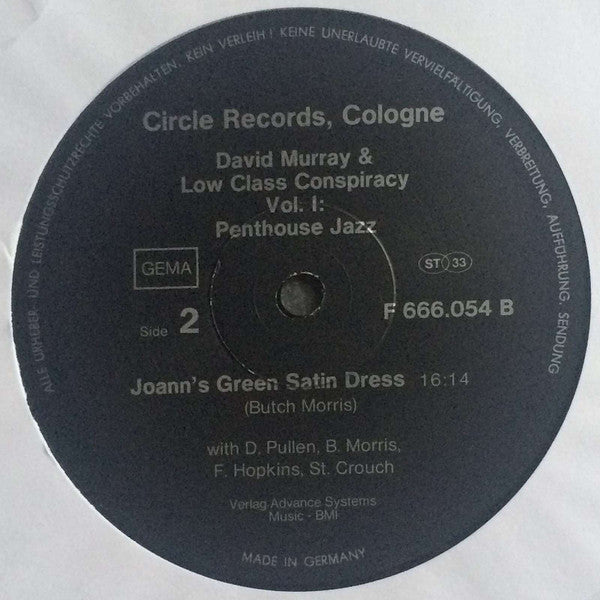 ALLE URHEBER- UND LEISTUNGSSCHUTZRECHTE VORBEHALTEN. KEIN VERLEIH! KEINE UNERLAUBTE VERVIELFÄLTIGUNG, VERBREITUNG, AUFFÜHRUNG, SENDUNG
Circle Records, Cologne
David Murray &
Low Class Conspiracy
Vol. I:
Penthouse Jazz
GEMA
ST 33
Side 2
F 666.054 B
Joann's Green Satin Dress 16:14
(Butch Morris)
with D. Pullen, B. Morris,
F. Hopkins, St. Crouch
Verlag Advance Systems
Music - BMI
MADE IN GERMANY